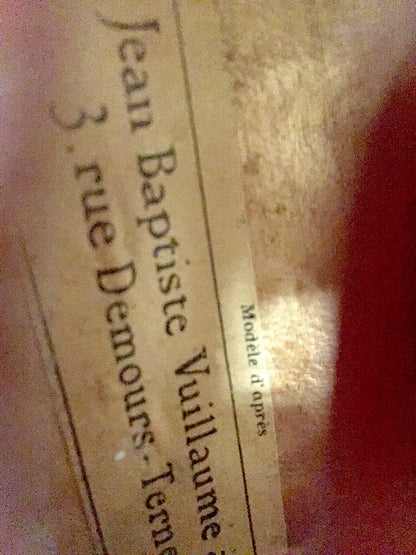 Modèle d'après
Jean Baptiste Vuillaume
3, rue Demours-Terne